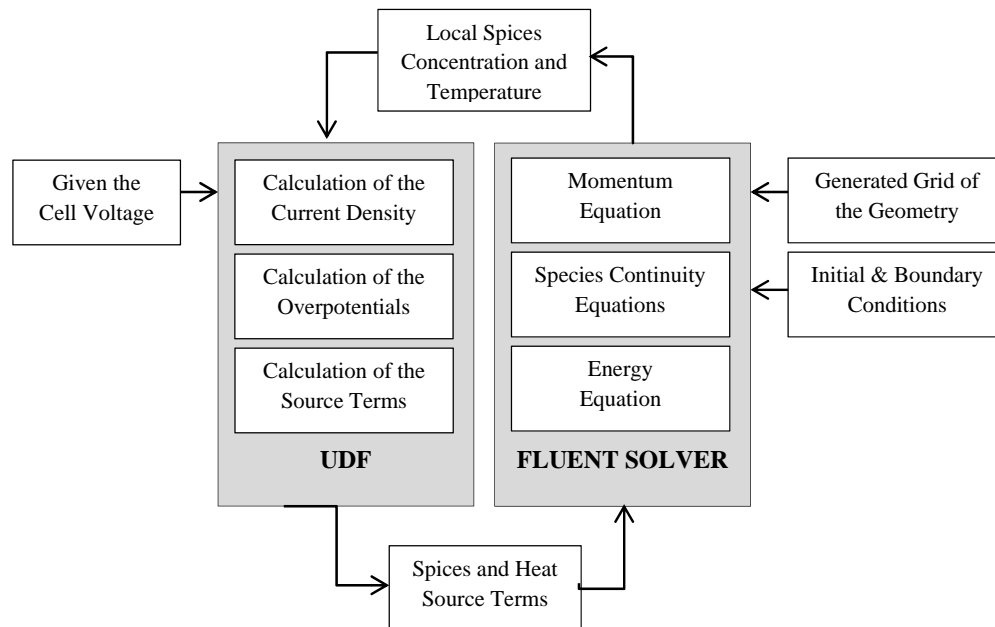 Local Spices
Concentration and
Temperature
Given the
Cell Voltage
Calculation of the
Current Density
Calculation of the
Overpotentials
Calculation of the
Source Terms
UDF
Momentum
Equation
Species Continuity
Equations
Energy
Equation
FLUENT SOLVER
Generated Grid of
the Geometry
Initial & Boundary
Conditions
Spices and Heat
Source Terms